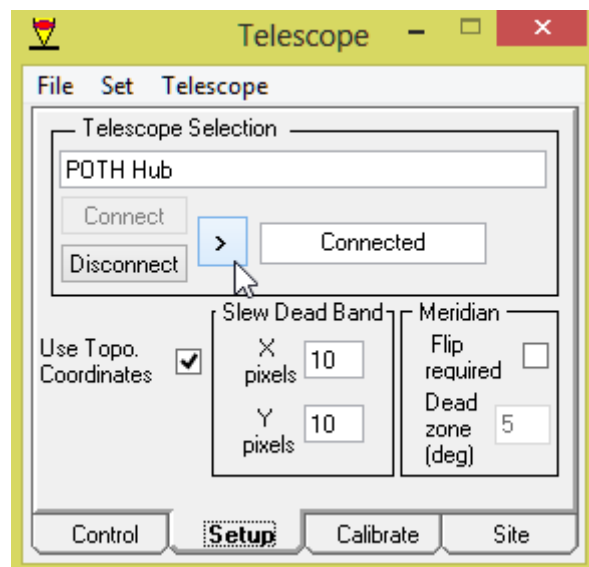 Telescope
File Set Telescope
Telescope Selection
POTH Hub
Connect
Disconnect
>
Connected
Use Topo.
Coordinates
Slew Dead Band
X
pixels
10
Y
pixels
10
Meridian
Flip
required
Dead
zone
(deg)
5
Control Setup Calibrate Site